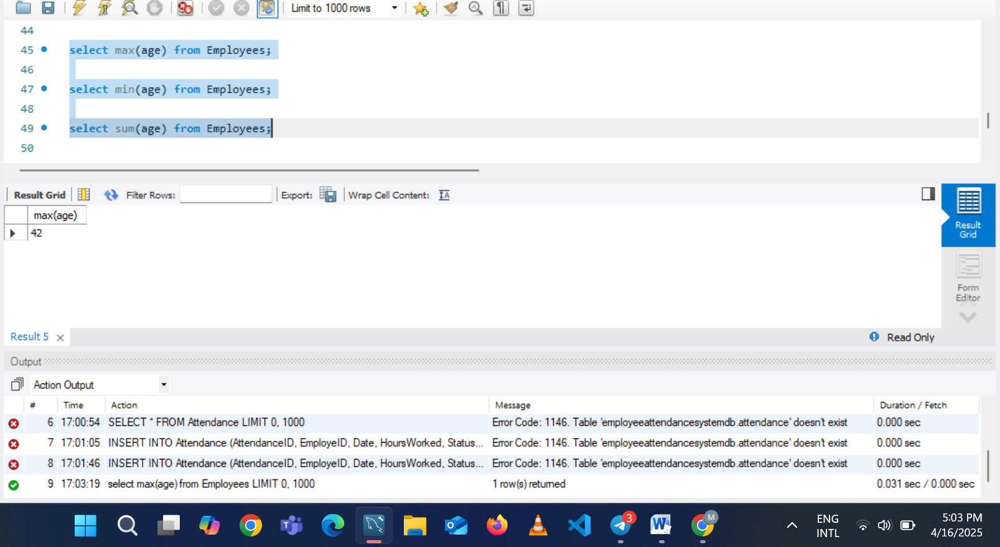 Limit to 1000 rows
44
45 select max(age) from Employees;
46
47 select min(age) from Employees;
48
49 select sum(age) from Employees;
50
Result Grid Filter Rows: Export: Wrap Cell Content:
max(age)
42
Result Grid
Form Editor
Result 5
Read Only
Output
Action Output
# Time Action Message Duration / Fetch
6 17:00:54 SELECT * FROM Attendance LIMIT 0, 1000 Error Code: 1146. Table 'employeeattendancesystemdb.attendance' doesn't exist 0.000 sec
7 17:01:05 INSERT INTO Attendance (AttendanceID, EmployeID, Date, HoursWorked, Status... Error Code: 1146. Table 'employeeattendancesystemdb.attendance' doesn't exist 0.000 sec
8 17:01:46 INSERT INTO Attendance (AttendanceID, EmployeID, Date, HoursWorked, Status... Error Code: 1146. Table 'employeeattendancesystemdb.attendance' doesn't exist 0.000 sec
9 17:03:19 select max(age) from Employees LIMIT 0, 1000 1 row(s) returned 0.031 sec / 0.000 sec
3
M
ENG
INTL
5:03 PM
4/16/2025